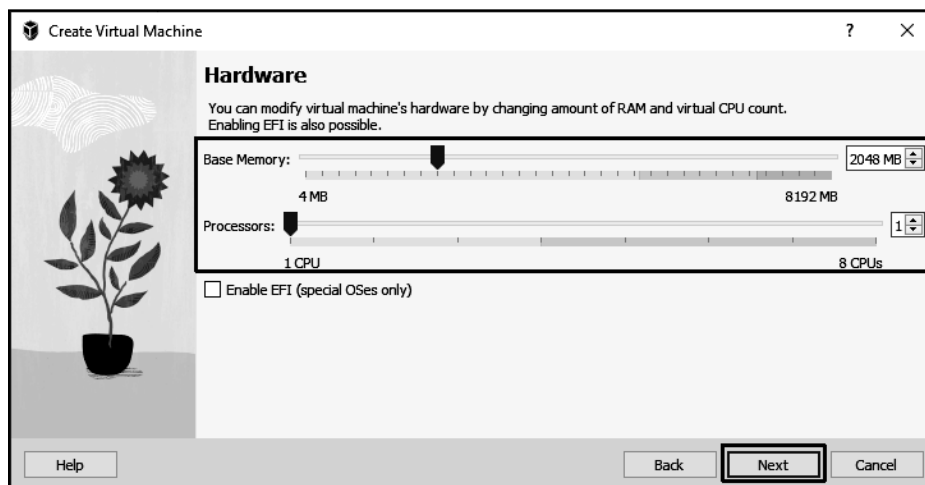 Create Virtual Machine ?
Hardware
You can modify virtual machine's hardware by changing amount of RAM and virtual CPU count.
Enabling EFI is also possible.
Base Memory: 2048 MB
4 MB 8192 MB
Processors: 1
1 CPU 8 CPUs
Enable EFI (special OSes only)
Help Back Next Cancel